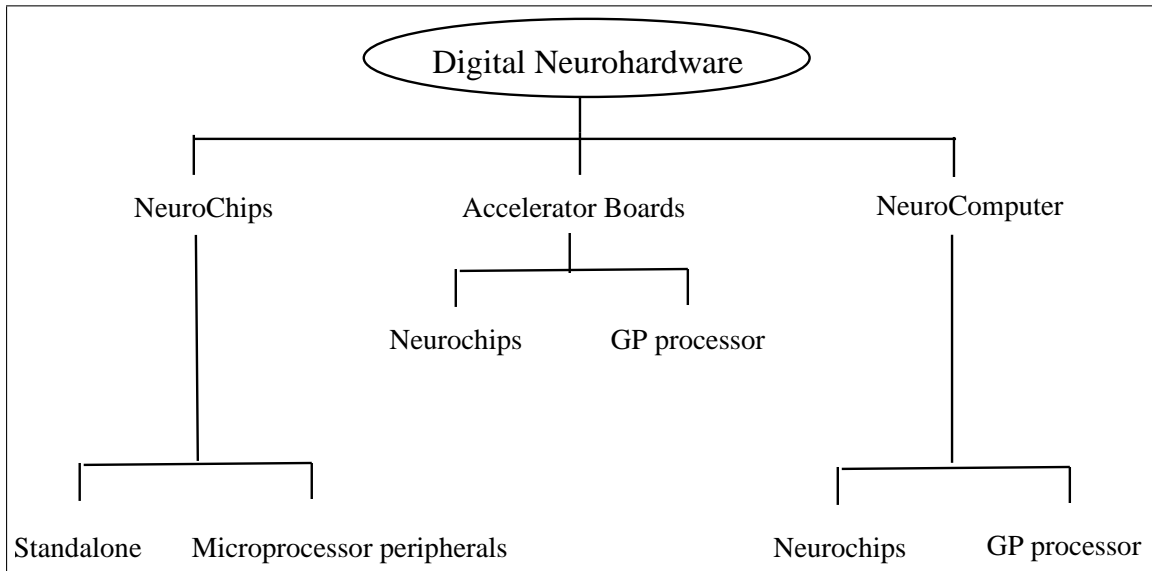 Digital Neurohardware
NeuroChips
Accelerator Boards
NeuroComputer
Neurochips
GP processor
Standalone
Microprocessor peripherals
Neurochips
GP processor